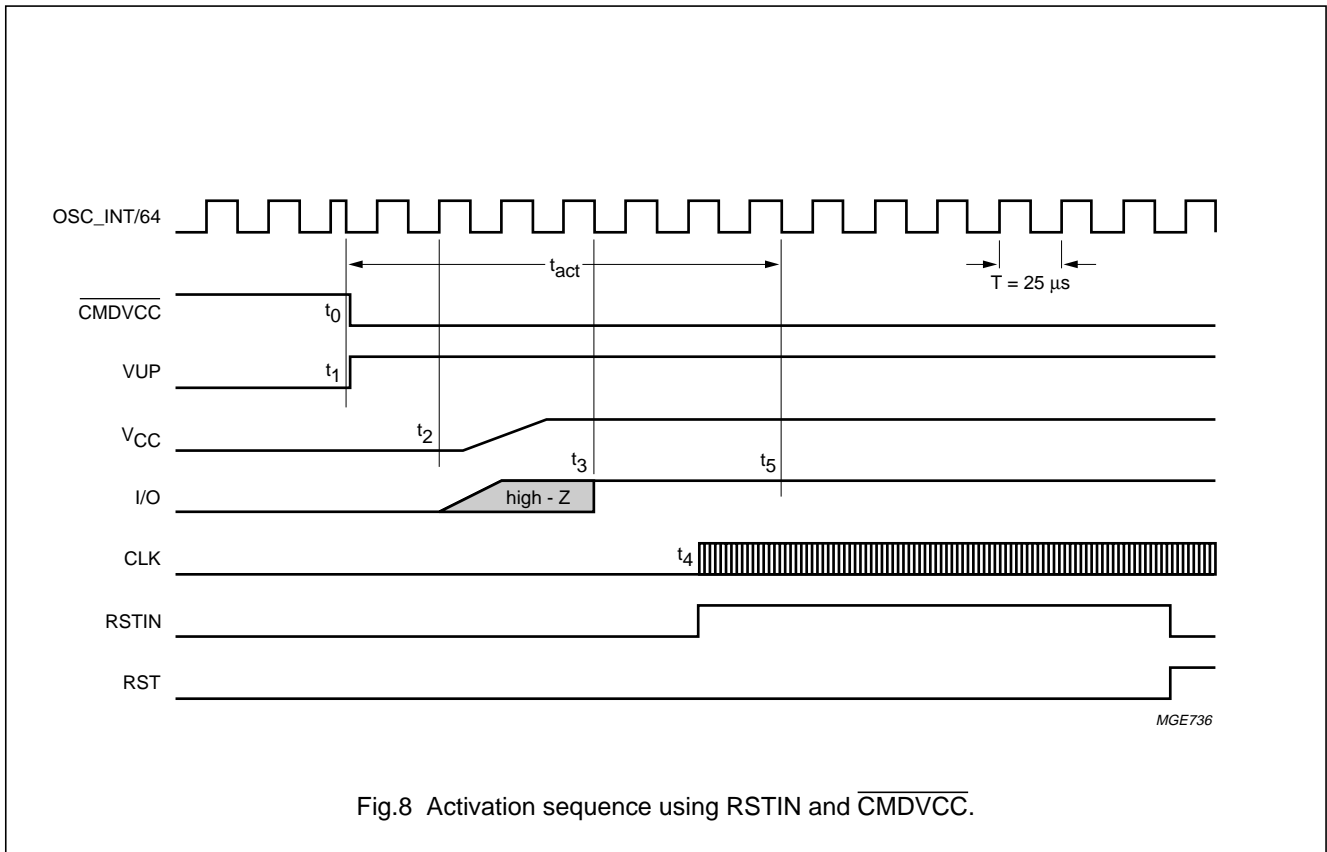 OSC_INT/64
tact
T = 25 μs
CMDVCC
t0
VUP
t1
VCC
t2
t3
t5
I/O
high - Z
CLK
t4
RSTIN
RST
MGE736
Fig.8 Activation sequence using RSTIN and CMDVCC.